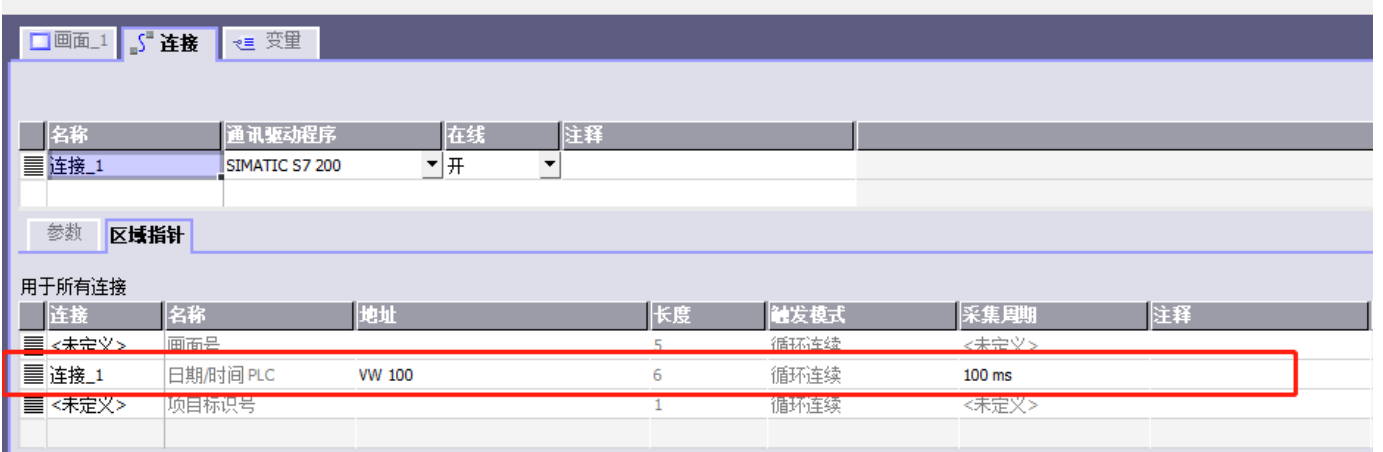 画面_1 连接 变量
名称 通讯驱动程序 在线 注释
连接_1 SIMATIC S7 200 开
参数 区域指针
用于所有连接
连接 名称 地址 长度 触发模式 采集周期 注释
<未定义> 画面号 5 循环连续 <未定义>
连接_1 日期/时间 PLC VW 100 6 循环连续 100 ms
<未定义> 项目标识号 1 循环连续 <未定义>